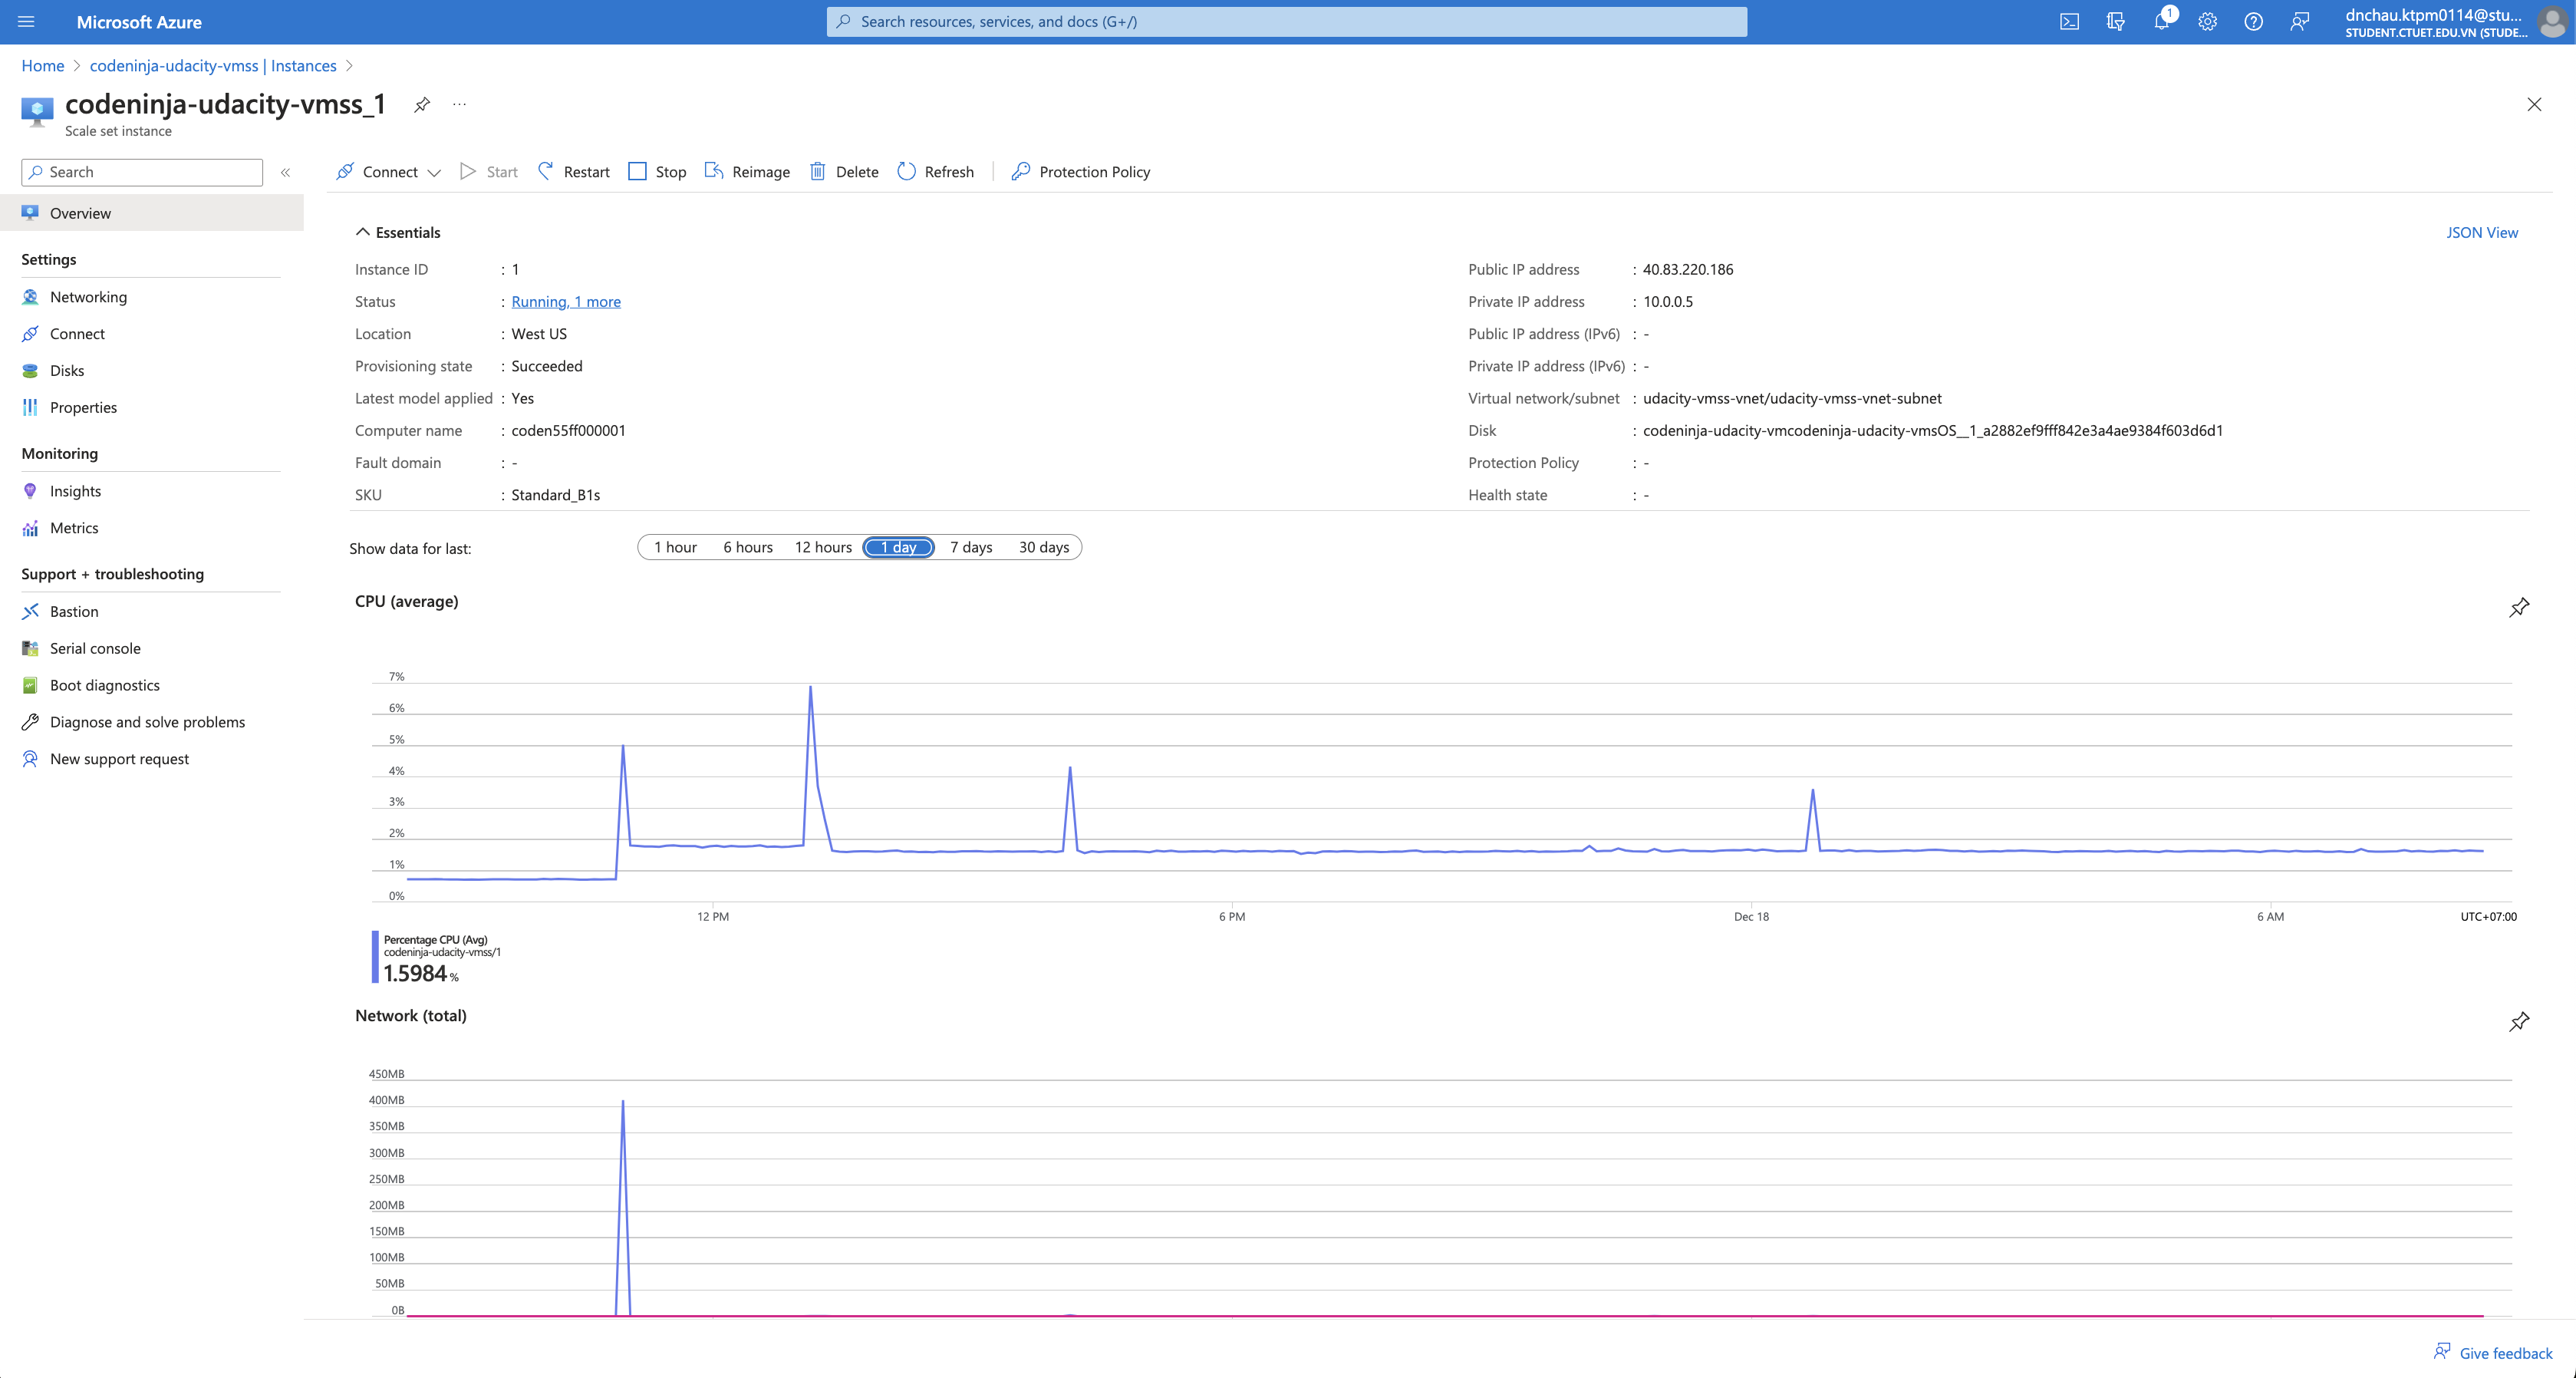 Microsoft Azure
Search resources, services, and docs (G+/)
1
dnchau.ktpm0114@stu...
STUDENT.CTUET.EDU.VN (STUDE...
Home > codeninja-udacity-vmss | Instances >
codeninja-udacity-vmss_1
...
Scale set instance
Search
«
Connect
Start
Restart
Stop
Reimage
Delete
Refresh
Protection Policy
Overview
Settings
Networking
Connect
Disks
Properties
Monitoring
Insights
Metrics
Support + troubleshooting
Bastion
Serial console
Boot diagnostics
Diagnose and solve problems
New support request
Essentials
JSON View
Instance ID : 1
Status : Running, 1 more
Location : West US
Provisioning state : Succeeded
Latest model applied : Yes
Computer name : coden55ff000001
Fault domain : -
SKU : Standard_B1s
Public IP address : 40.83.220.186
Private IP address : 10.0.0.5
Public IP address (IPv6) : -
Private IP address (IPv6) : -
Virtual network/subnet : udacity-vmss-vnet/udacity-vmss-vnet-subnet
Disk : codeninja-udacity-vmcodeninja-udacity-vmsOS__1_a2882ef9fff842e3a4ae9384f603d6d1
Protection Policy : -
Health state : -
Show data for last:
1 hour 6 hours 12 hours 1 day 7 days 30 days
CPU (average)
7%
6%
5%
4%
3%
2%
1%
0%
12 PM 6 PM Dec 18 6 AM UTC+07:00
Percentage CPU (Avg)
codeninja-udacity-vmss/1
1.5984 %
Network (total)
450MB
400MB
350MB
300MB
250MB
200MB
150MB
100MB
50MB
0B
Give feedback